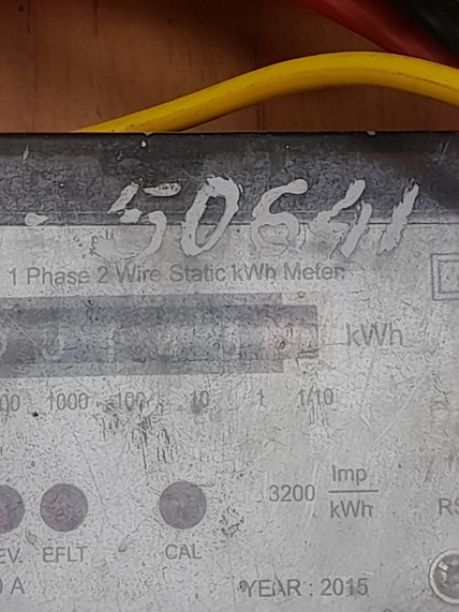 50641
1 Phase 2 Wire Static kWh Meter
kWh
1000 100 10 1 1/10
3200 Imp
kWh
EFLT CAL
YEAR : 2015